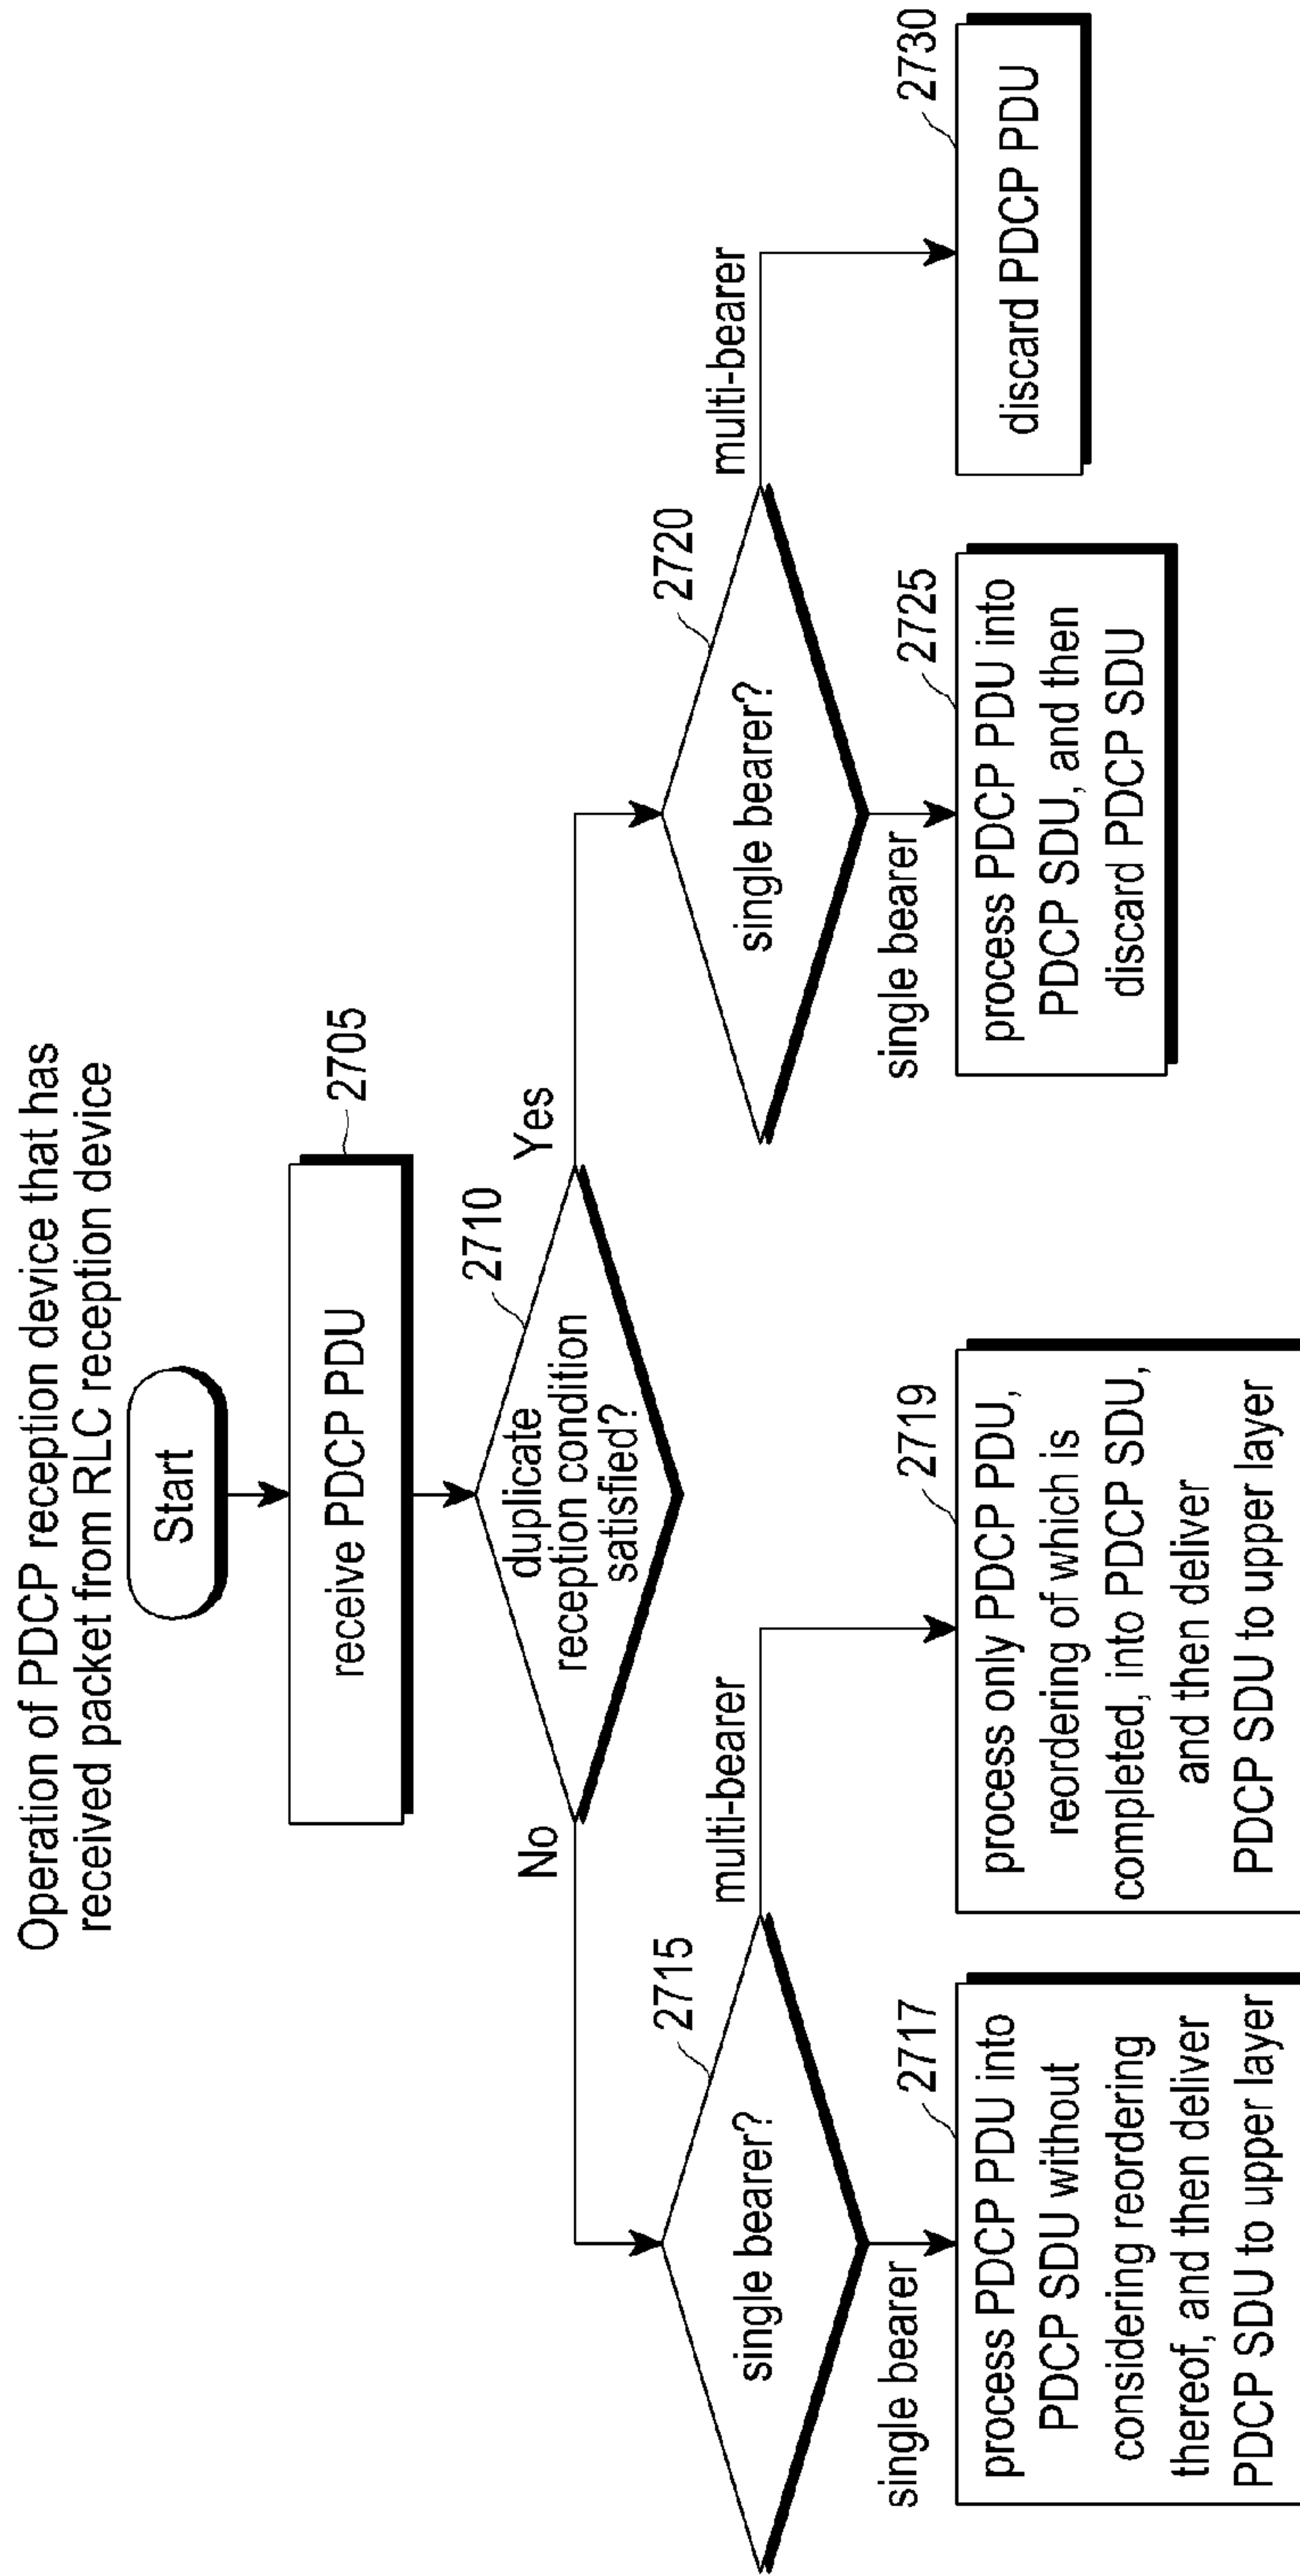 Operation of PDCP reception device that has
received packet from RLC reception device
Start
receive PDCP PDU
2705
duplicate
reception condition
satisfied?
2710
No
Yes
single bearer?
2715
multi-bearer
single bearer
single bearer?
2720
multi-bearer
single bearer
process PDCP PDU into
PDCP SDU without
considering reordering
thereof, and then deliver
PDCP SDU to upper layer
2717
process only PDCP PDU,
reordering of which is
completed, into PDCP SDU,
and then deliver
PDCP SDU to upper layer
2719
process PDCP PDU into
PDCP SDU, and then
discard PDCP SDU
2725
discard PDCP PDU
2730